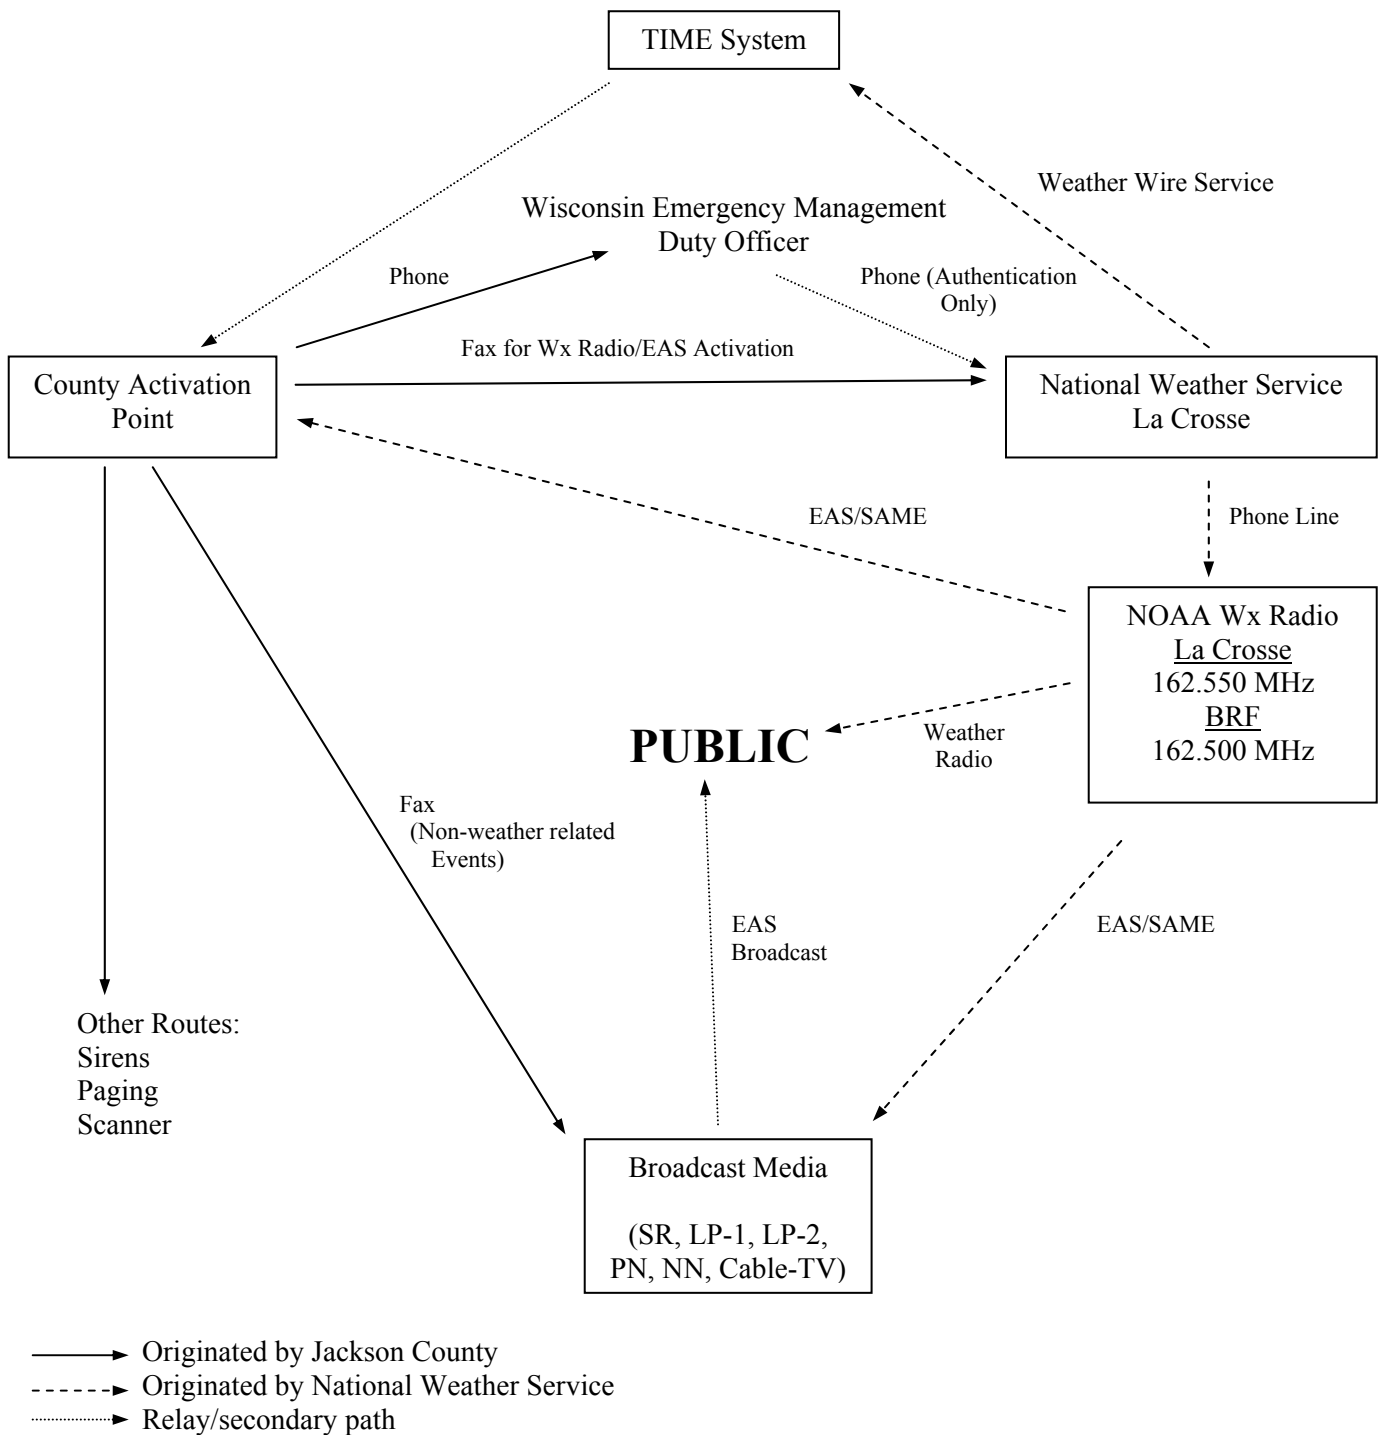 TIME System
Weather Wire Service
Wisconsin Emergency Management
Duty Officer
Phone
Phone (Authentication
Only)
Fax for Wx Radio/EAS Activation
County Activation
Point
National Weather Service
La Crosse
EAS/SAME
Phone Line
NOAA Wx Radio
La Crosse
162.550 MHz
BRF
162.500 MHz
PUBLIC
Weather
Radio
Fax
(Non-weather related
Events)
EAS
Broadcast
EAS/SAME
Other Routes:
Sirens
Paging
Scanner
Broadcast Media
(SR, LP-1, LP-2,
PN, NN, Cable-TV)
Originated by Jackson County
Originated by National Weather Service
Relay/secondary path